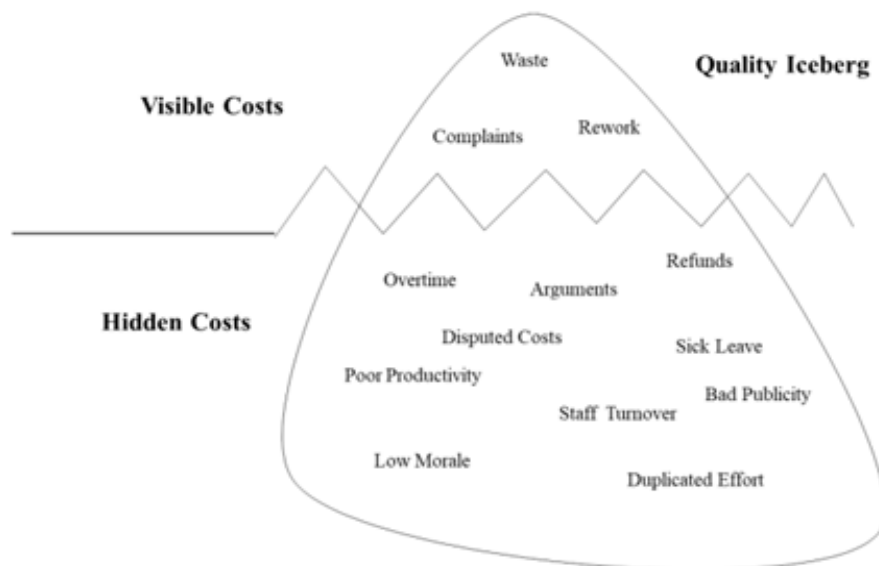 Waste
Quality Iceberg
Visible Costs
Complaints
Rework
Refunds
Overtime
Arguments
Hidden Costs
Disputed Costs
Sick Leave
Poor Productivity
Bad Publicity
Staff Turnover
Low Morale
Duplicated Effort